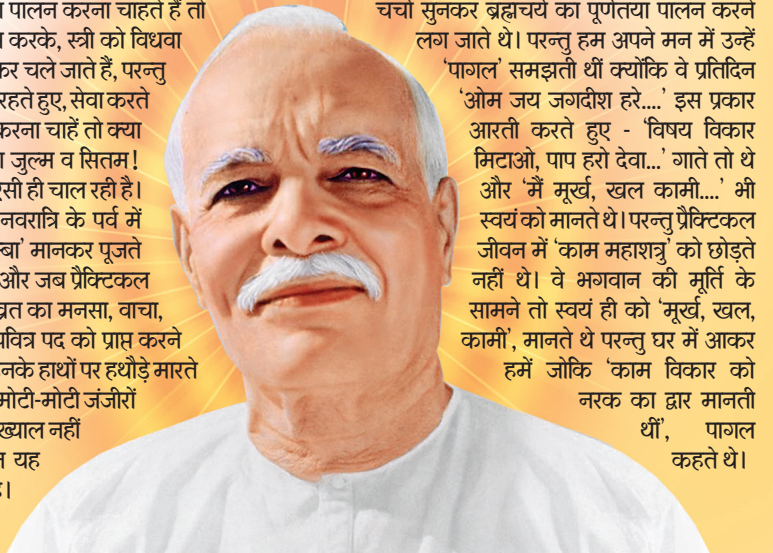 पालन करना चाहते हैं तो
करके, स्त्री को विधवा
कर चले जाते हैं, परन्तु
रहते हुए, सेवा करते
करना चाहें तो क्या
जुल्म व सितम!
ही चाल रही है।
नवरात्रि के पर्व में
मानकर पूजते
और जब प्रैक्टिकल
व्रत का मनसा, वाचा,
पवित्र पद को प्राप्त करने
हाथों पर हथौड़े मारते
मोटी-मोटी जंजीरों
ख्याल नहीं
यह
चर्चा सुनकर ब्रह्मचर्य का पूर्णतया पालन करने
लग जाते थे। परन्तु हम अपने मन में उन्हें
‘पागल’ समझती थीं क्योंकि वे प्रतिदिन
‘ओम जय जगदीश हरे....’ इस प्रकार
आरती करते हुए - ‘विषय विकार
मिटाओ, पाप हरो देवा...’ गाते तो थे
और ‘मैं मूर्ख, खल कामी....’ भी
स्वयं को मानते थे। परन्तु प्रैक्टिकल
जीवन में ‘काम महाशत्रु’ को छोड़ते
नहीं थे। वे भगवान की मूर्ति के
सामने तो स्वयं ही को ‘मूर्ख, खल,
कामी’, मानते थे परन्तु घर में आकर
हमें जोकि ‘काम विकार को
नरक का द्वार मानती
थीं’, पागल
कहते थे।